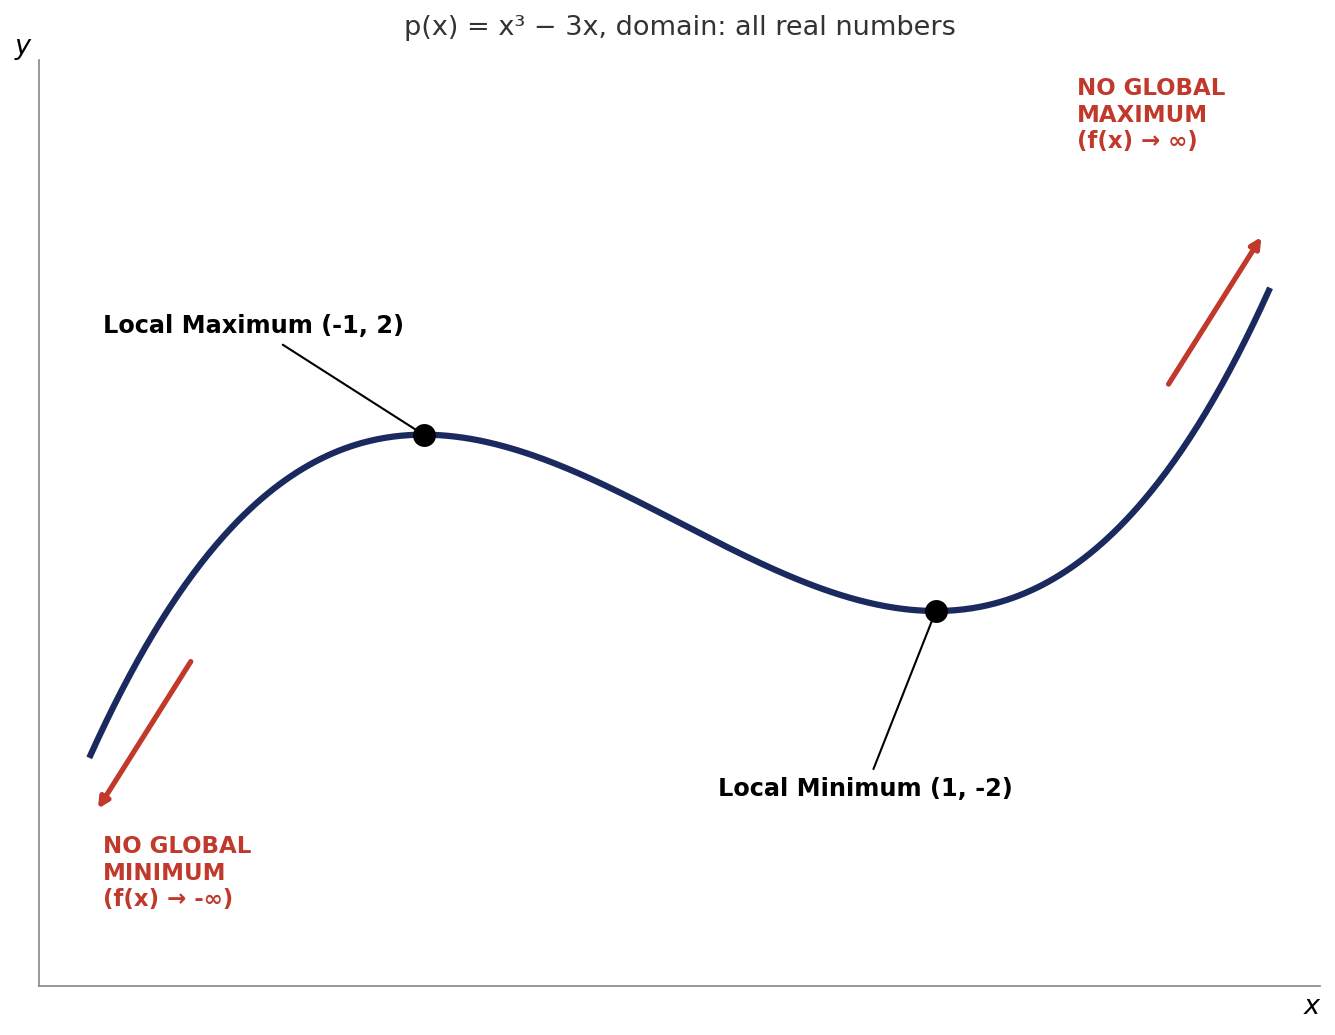 p(x) = x³ − 3x, domain: all real numbers
y
NO GLOBAL
MAXIMUM
(f(x) → ∞)
Local Maximum (-1, 2)
Local Minimum (1, -2)
NO GLOBAL
MINIMUM
(f(x) → -∞)
x